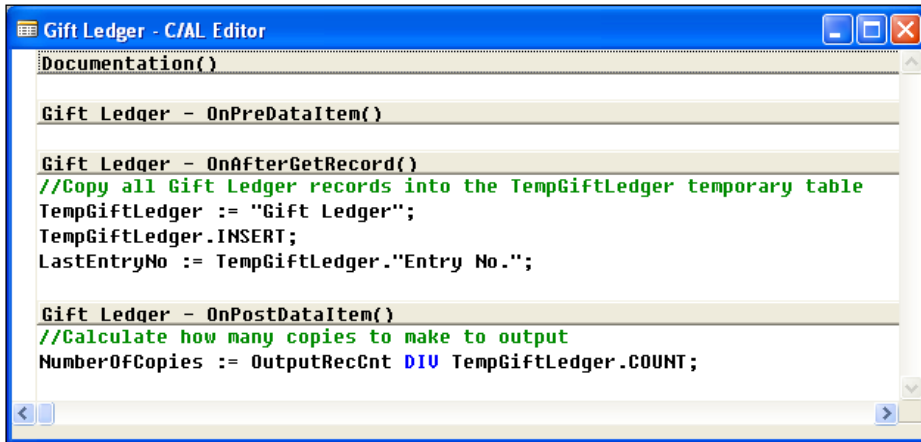 Gift Ledger - C/AL Editor
Documentation()
Gift Ledger - OnPreDataItem()
Gift Ledger - OnAfterGetRecord()
//Copy all Gift Ledger records into the TempGiftLedger temporary table
TempGiftLedger := "Gift Ledger";
TempGiftLedger.INSERT;
LastEntryNo := TempGiftLedger."Entry No.";
Gift Ledger - OnPostDataItem()
//Calculate how many copies to make to output
NumberOfCopies := OutputRecCnt DIV TempGiftLedger.COUNT;